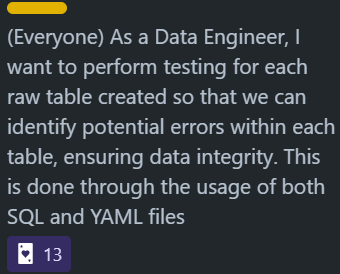 (Everyone) As a Data Engineer, I
want to perform testing for each
raw table created so that we can
identify potential errors within each
table, ensuring data integrity. This
is done through the usage of both
SQL and YAML files
13